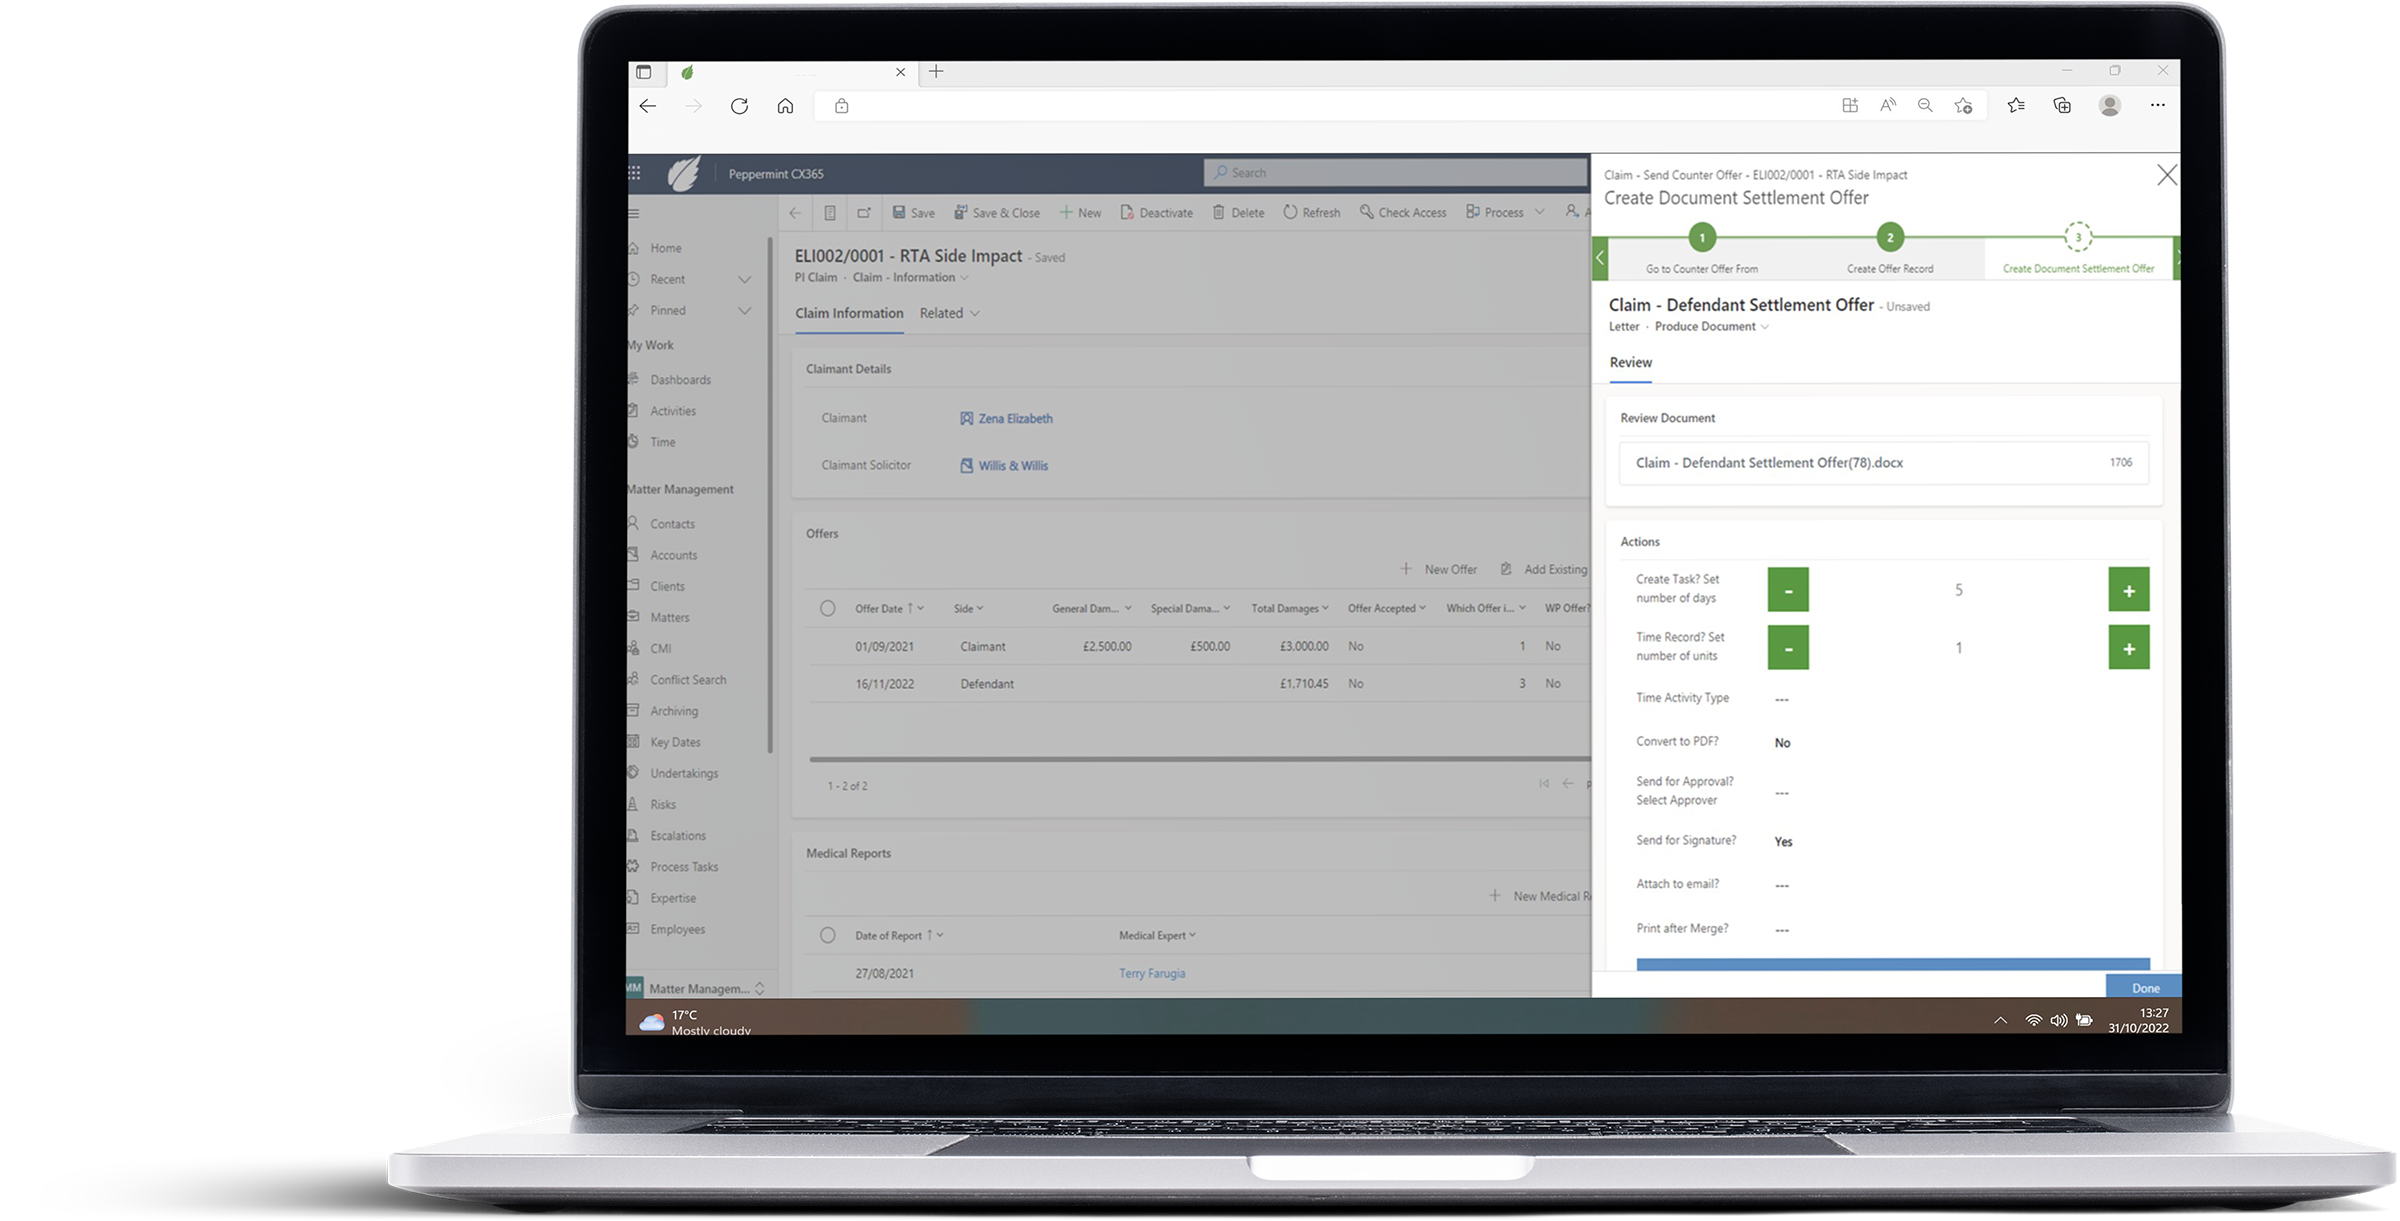 Peppermint CX365
Search
Save
Save & Close
New
Deactivate
Delete
Refresh
Check Access
Process
Home
Recent
Pinned
My Work
Dashboards
Activities
Time
Matter Management
Contacts
Accounts
Clients
Matters
CMI
Conflict Search
Archiving
Key Dates
Undertakings
Risks
Escalations
Process Tasks
Expertise
Employees
MM Matter Managem...
ELI002/0001 - RTA Side Impact - Saved
PI Claim · Claim - Information
Claim Information Related
Claimant Details
Claimant Zena Elizabeth
Claimant Solicitor Willis & Willis
Offers
+ New Offer Add Existing
Offer Date ↑ Side General Dam... Special Dama... Total Damages Offer Accepted Which Offer i... WP Offer?
01/09/2021 Claimant £2,500.00 £500.00 £3,000.00 No 1 No
16/11/2022 Defendant £1,710.45 No 3 No
1 - 2 of 2
Medical Reports
+ New Medical
Date of Report ↑ Medical Expert
27/08/2021 Terry Farugia
Claim - Send Counter Offer - ELI002/0001 - RTA Side Impact
Create Document Settlement Offer
1 2 3
Go to Counter Offer From Create Offer Record Create Document Settlement Offer
Claim - Defendant Settlement Offer - Unsaved
Letter · Produce Document
Review
Review Document
Claim - Defendant Settlement Offer(78).docx 1706
Actions
Create Task? Set
number of days
- 5 +
Time Record? Set
number of units
- 1 +
Time Activity Type ---
Convert to PDF? No
Send for Approval?
Select Approver
---
Send for Signature? Yes
Attach to email? ---
Print after Merge? ---
Done
17°C
Mostly cloudy
13:27
31/10/2022